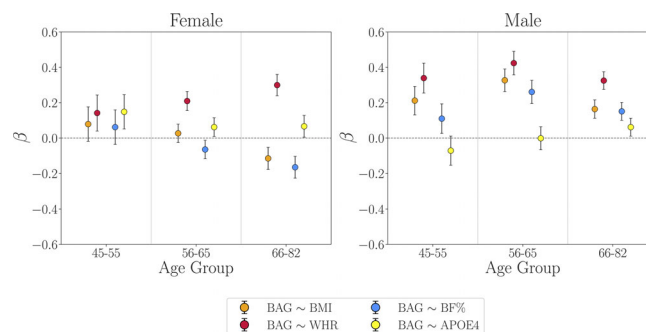 Female
Male
0.6
0.4
0.2
0.0
−0.2
−0.4
−0.6
β
45-55
56-65
66-82
Age Group
0.6
0.4
0.2
0.0
−0.2
−0.4
−0.6
β
45-55
56-65
66-82
Age Group
BAG ~ BMI
BAG ~ WHR
BAG ~ BF%
BAG ~ APOE4